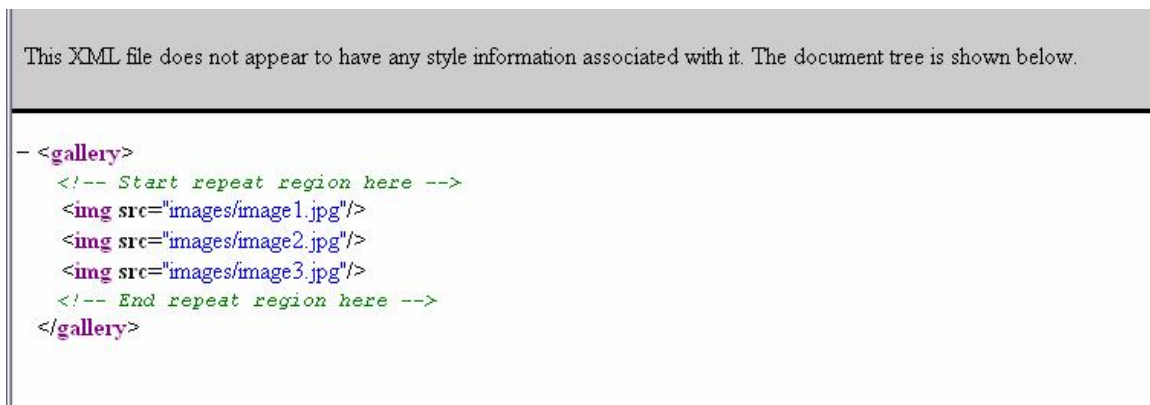 This XML file does not appear to have any style information associated with it. The document tree is shown below.
− <gallery>
<!-- Start repeat region here -->
<img src="images/image1.jpg"/>
<img src="images/image2.jpg"/>
<img src="images/image3.jpg"/>
<!-- End repeat region here -->
</gallery>